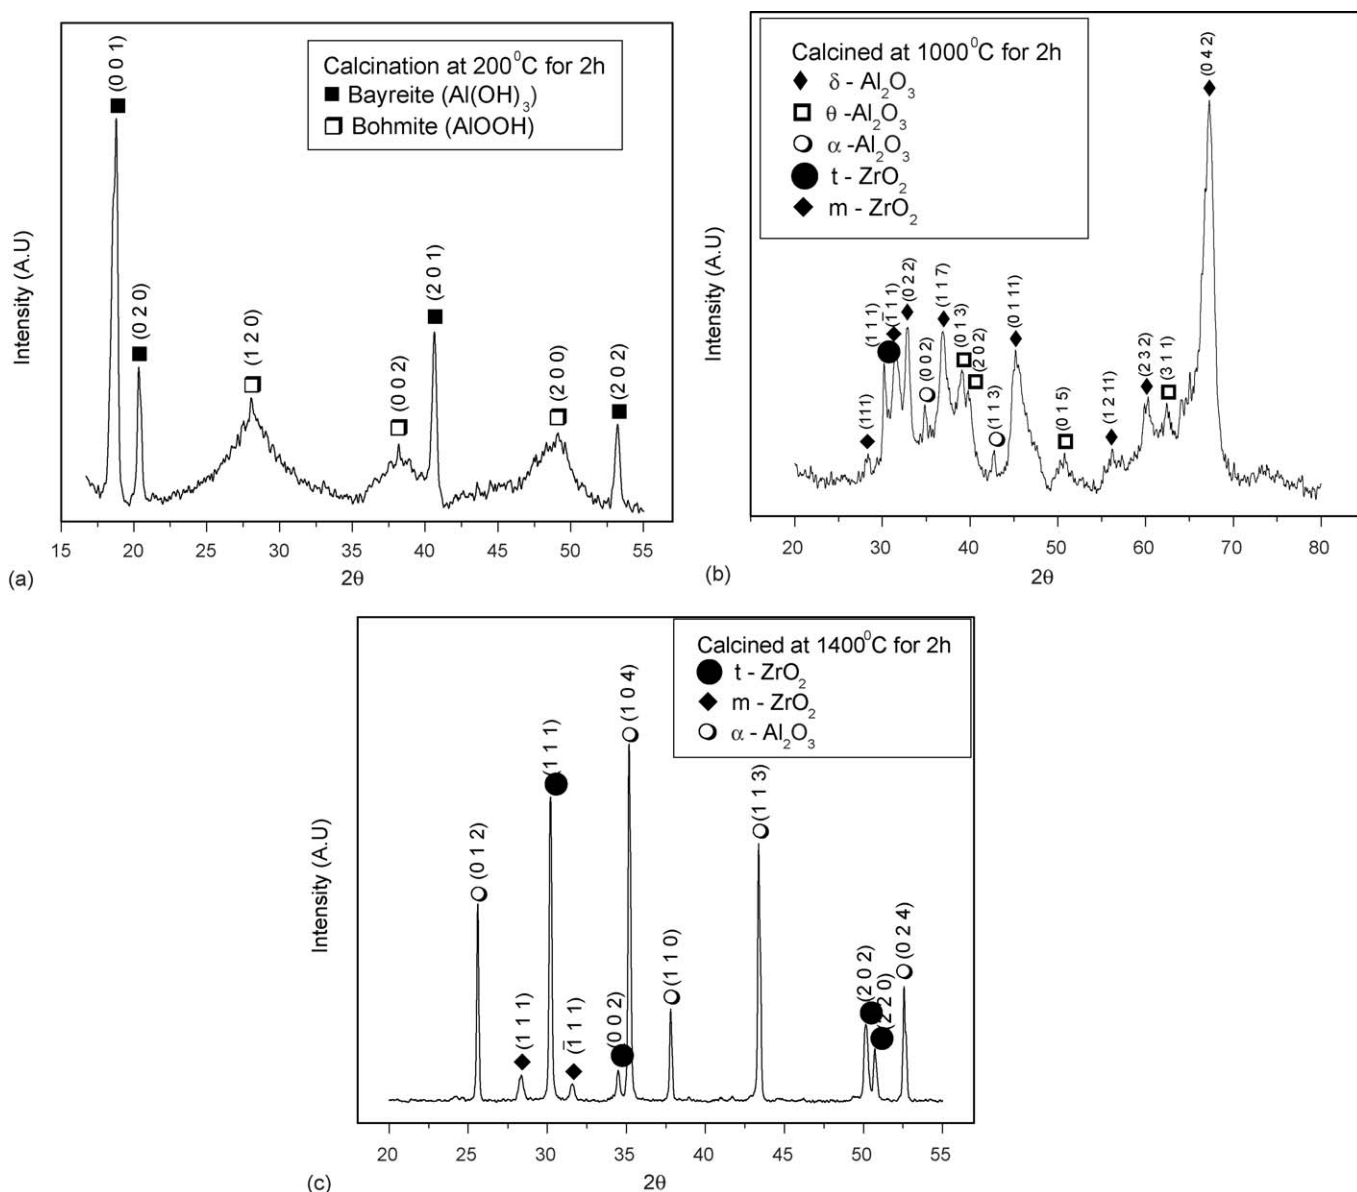 Calcination at 200⁰C for 2h
Bayreite (Al(OH)₃)
Bohmite (AlOOH)
(0 0 1)
(0 2 0)
(1 2 0)
(0 0 2)
(2 0 1)
(2 0 0)
(2 0 2)
Intensity (A.U)
15 20 25 30 35 40 45 50 55
2θ
(a)
Calcined at 1000⁰C for 2h
δ - Al₂O₃
θ -Al₂O₃
α -Al₂O₃
t - ZrO₂
m - ZrO₂
(111)
(1 1 1)
(1̅ 1 1)
(0 2 2)
(0 0 2)
(1 1 7)
(0 1 3)
(2 0 2)
(1 1 3)
(0 1 11)
(0 1 5)
(1 2 11)
(2 3 2)
(3 1 1)
(0 4 2)
Intensity (A.U)
20 30 40 50 60 70 80
2θ
(b)
Calcined at 1400⁰C for 2h
t - ZrO₂
m - ZrO₂
α - Al₂O₃
(0 1 2)
(1 1 1)
(1 1 1)
(1̅ 1 1)
(0 0 2)
(1 0 4)
(1 1 0)
(1 1 3)
(2 0 2)
(2 2 0)
(0 2 4)
Intensity (A.U)
20 25 30 35 40 45 50 55
2θ
(c)